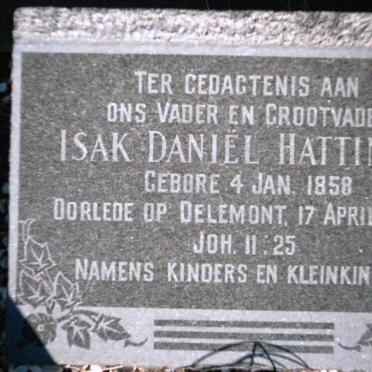 TER GEDAGTENIS AAN
ONS VADER EN GROOTVADE
ISAK DANIËL HATTIN
GEBORE 4 JAN. 1858
OORLEDE OP DELEMONT, 17 APRI
JOH. 11:25
NAMENS KINDERS EN KLEINKIN